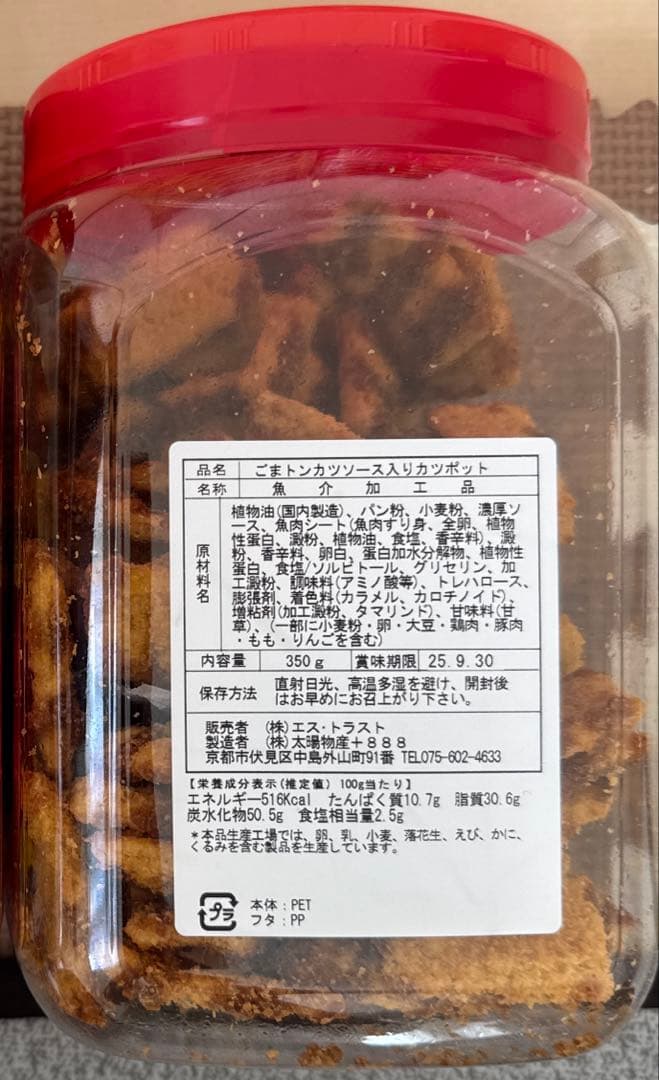 品名 ごまトンカツソース入りカツポット
名称 魚介加工品
原材料名
植物油(国内製造)、パン粉、小麦粉、濃厚ソ
ース、魚肉シート(魚肉すり身、全卵、植物
性蛋白、澱粉、植物油、食塩、香辛料)、澱
粉、香辛料、卵白、蛋白加水分解物、植物性
蛋白、食塩/ソルビトール、グリセリン、加
工澱粉、調味料(アミノ酸等)、トレハロース、
膨張剤、着色料(カラメル、カロチノイド)、
増粘剤(加工澱粉、タマリンド)、甘味料(甘
草)、(一部に小麦粉・卵・大豆・鶏肉・豚肉
・もも・りんごを含む)
内容量 350g 賞味期限 25.9.30
保存方法 直射日光、高温多湿を避け、開封後
はお早めにお召上がり下さい。
販売者 (株)エス・トラスト
製造者 (株)太陽物産+888
京都市伏見区中島外山町91番 TEL075-602-4633
【栄養成分表示(推定値) 100g当たり】
エネルギー516Kcal たんぱく質10.7g 脂質30.6g
炭水化物50.5g 食塩相当量2.5g
*本品生産工場では、卵、乳、小麦、落花生、えび、かに、
くるみを含む製品を生産しています。
プラ 本体:PET
フタ:PP